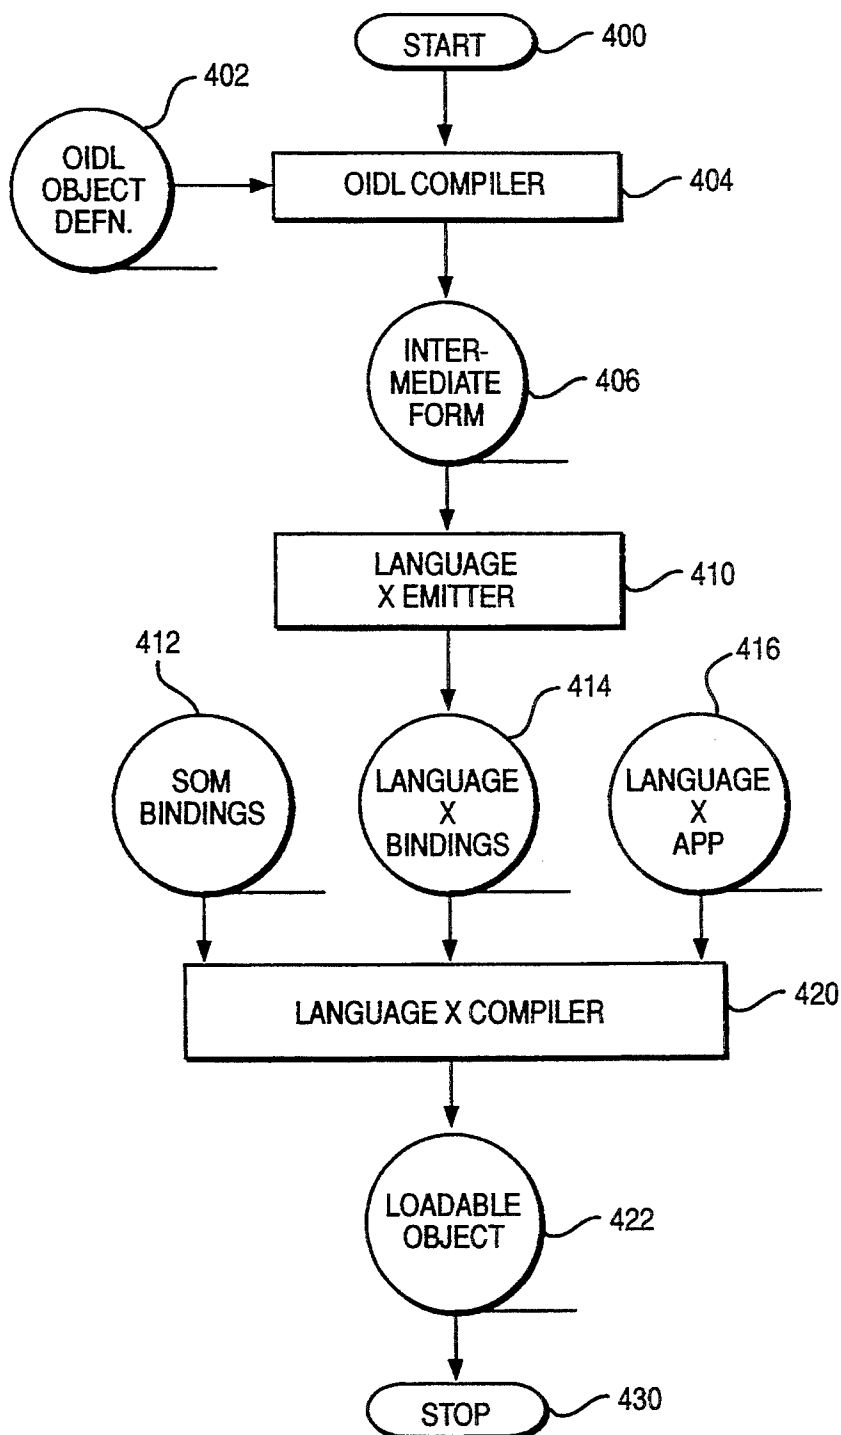 START
400
402
OIDL
OBJECT
DEFN.
OIDL COMPILER
404
INTER-
MEDIATE
FORM
406
LANGUAGE
X EMITTER
410
412
414
416
SOM
BINDINGS
LANGUAGE
X
BINDINGS
LANGUAGE
X
APP
LANGUAGE X COMPILER
420
LOADABLE
OBJECT
422
STOP
430